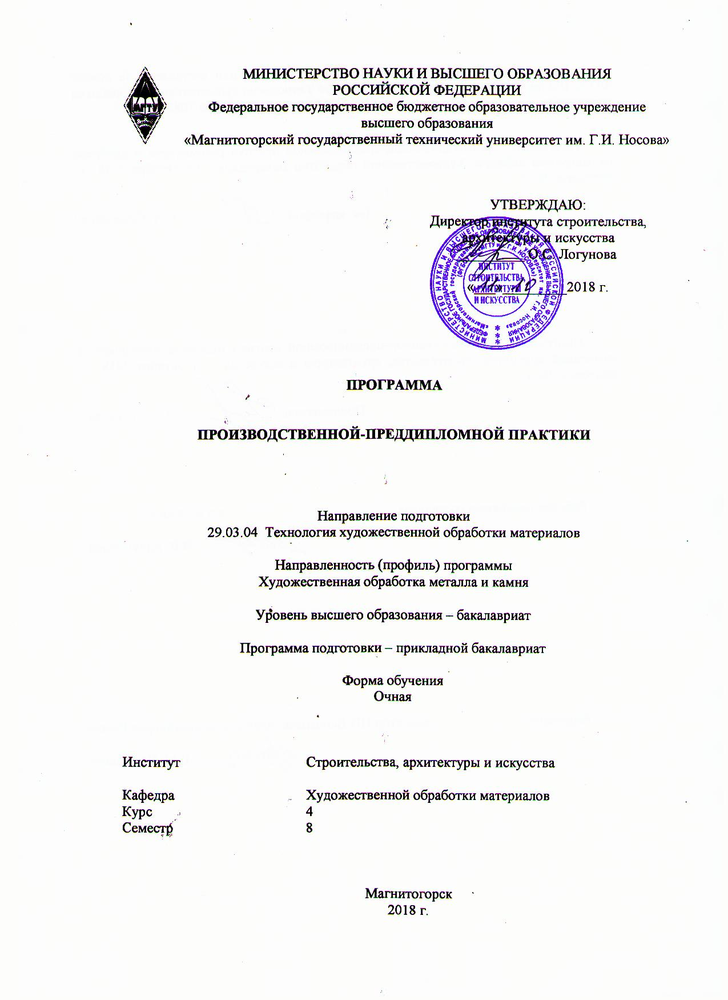 МИНИСТЕРСТВО НАУКИ И ВЫСШЕГО ОБРАЗОВАНИЯ
РОССИЙСКОЙ ФЕДЕРАЦИИ
Федеральное государственное бюджетное образовательное учреждение
высшего образования
«Магнитогорский государственный технический университет им. Г.И. Носова»
МГТУ
УТВЕРЖДАЮ:
Директор института строительства,
архитектуры и искусства
О.С. Логунова
2018 г.
ИНСТИТУТ
СТРОИТЕЛЬСТВА,
АРХИТЕКТУРЫ
И ИСКУССТВА
ПРОГРАММА
ПРОИЗВОДСТВЕННОЙ-ПРЕДДИПЛОМНОЙ ПРАКТИКИ
Направление подготовки
29.03.04 Технология художественной обработки материалов
Направленность (профиль) программы
Художественная обработка металла и камня
Уровень высшего образования – бакалавриат
Программа подготовки – прикладной бакалавриат
Форма обучения
Очная
Институт Строительства, архитектуры и искусства
Кафедра Художественной обработки материалов
Курс 4
Семестр 8
Магнитогорск
2018 г.